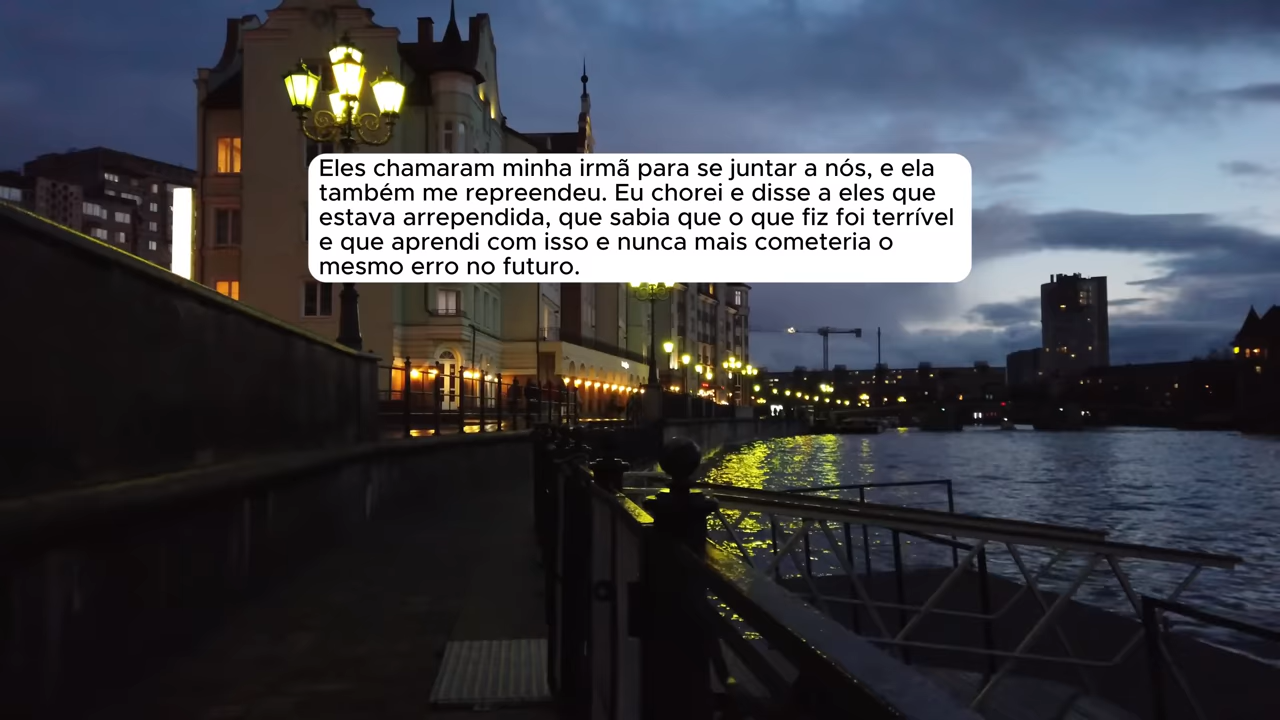 Eles chamaram minha irmã para se juntar a nós, e ela
também me repreendeu. Eu chorei e disse a eles que
estava arrependida, que sabia que o que fiz foi terrível
e que aprendi com isso e nunca mais cometeria o
mesmo erro no futuro.